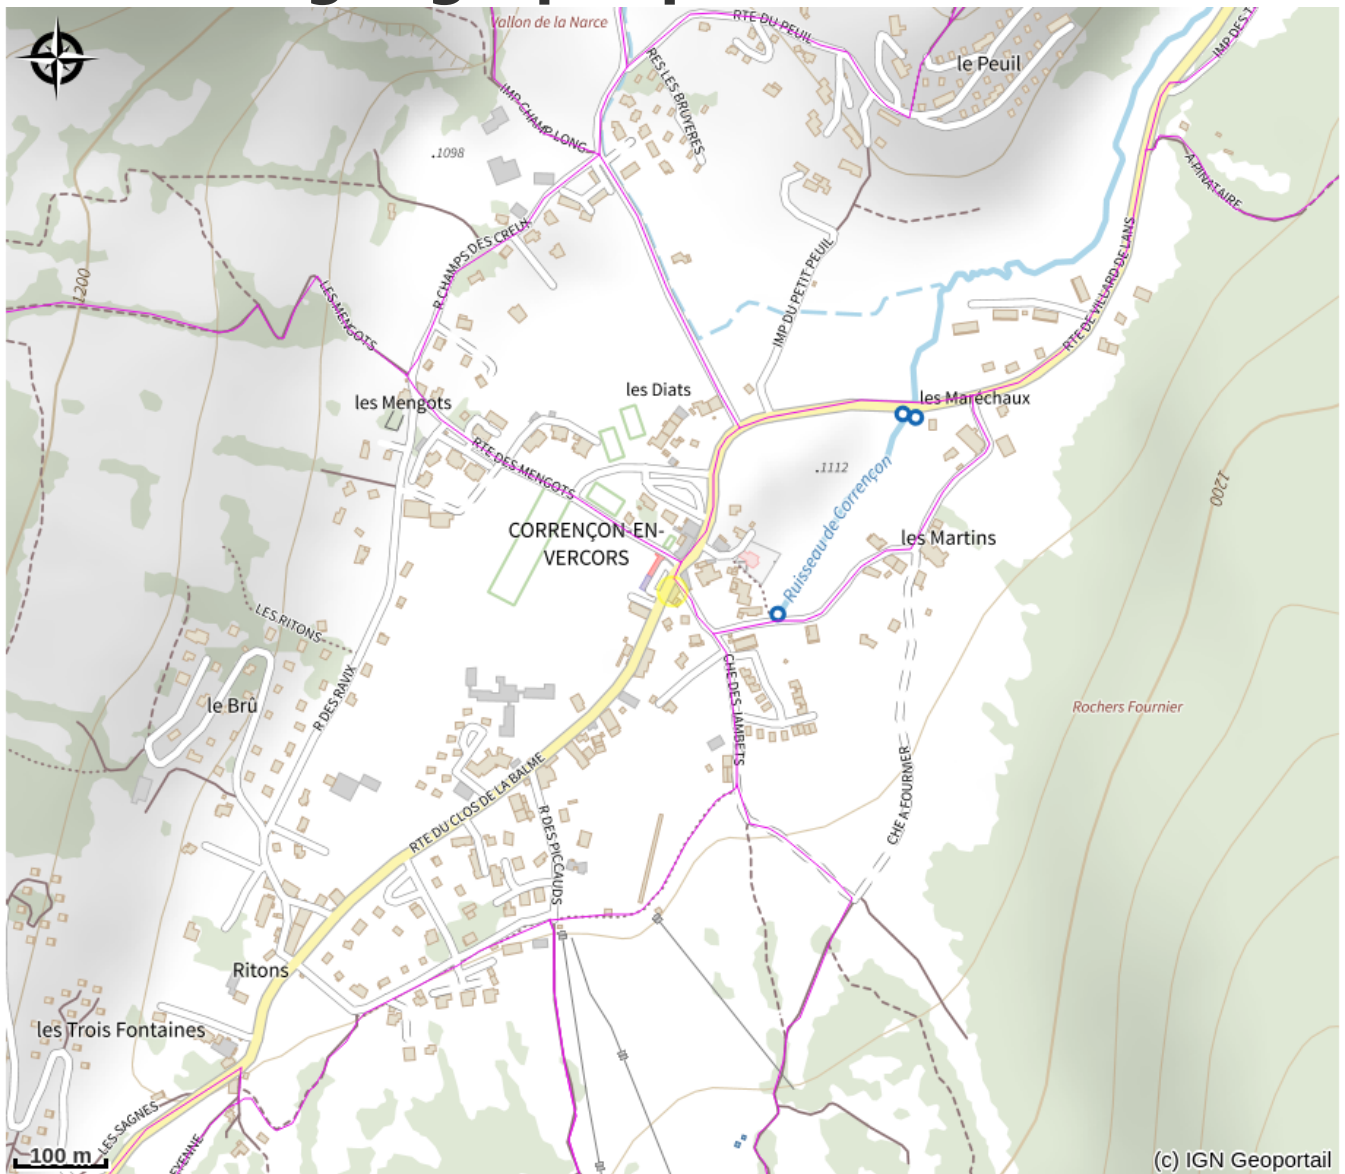 Vallon de la Narce
RTE DU PEUIL
IMP DES T
le Peuil
RES LES BRUYERES
IMP CHAMP LONG
.1098
A PINATAIRE
R CHAMPS DES CREUX
1200
LES MENGOTS
IMP DU PETIT PEUIL
RTE DE VILLARD DE LANS
les Diats
les Mengots
les Maréchaux
RTE DES MENGOTS
.1112
1200
Ruisseau de Corrençon
CORRENÇON-EN-
VERCORS
les Martins
LES RITONS
le Brû
R DES RAVIX
CHE DES JAMBETS
Rochers Fournier
CHE A FOURNIER
RTE DU CLOS DE LA BALME
R DES PICCAUDS
Ritons
les Trois Fontaines
LES SAGNES
EYENNE
100 m
(c) IGN Geoportail